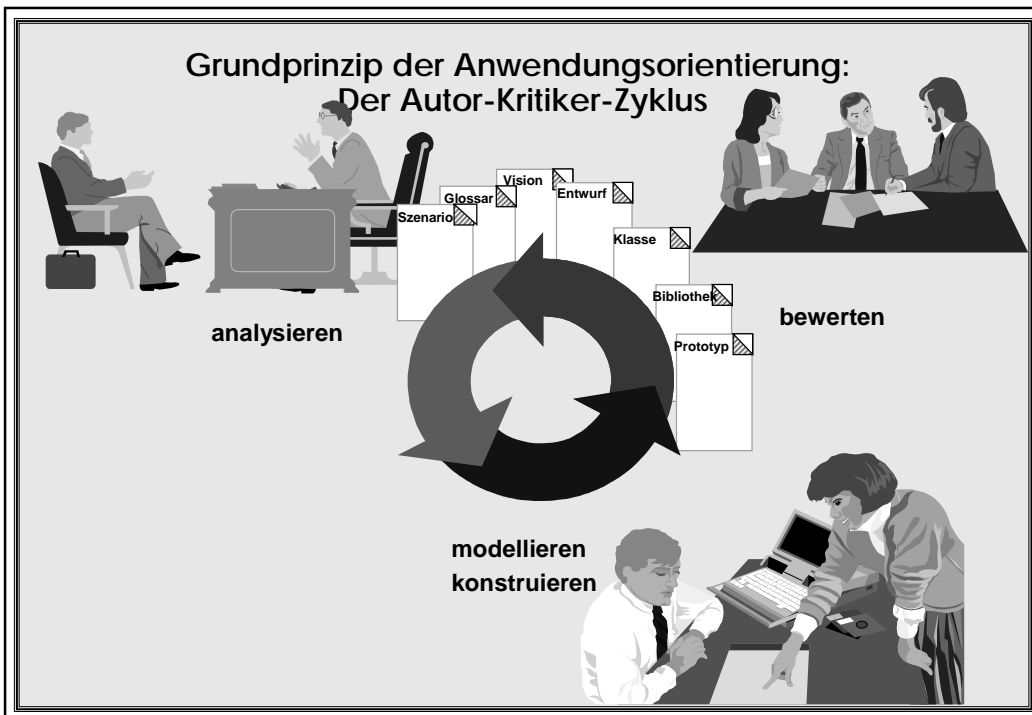 Grundprinzip der Anwendungsorientierung:
Der Autor-Kritiker-Zyklus
Vision
Glossar
Entwurf
Szenario
Klasse
Bibliothek
Prototyp
analysieren
bewerten
modellieren
konstruieren